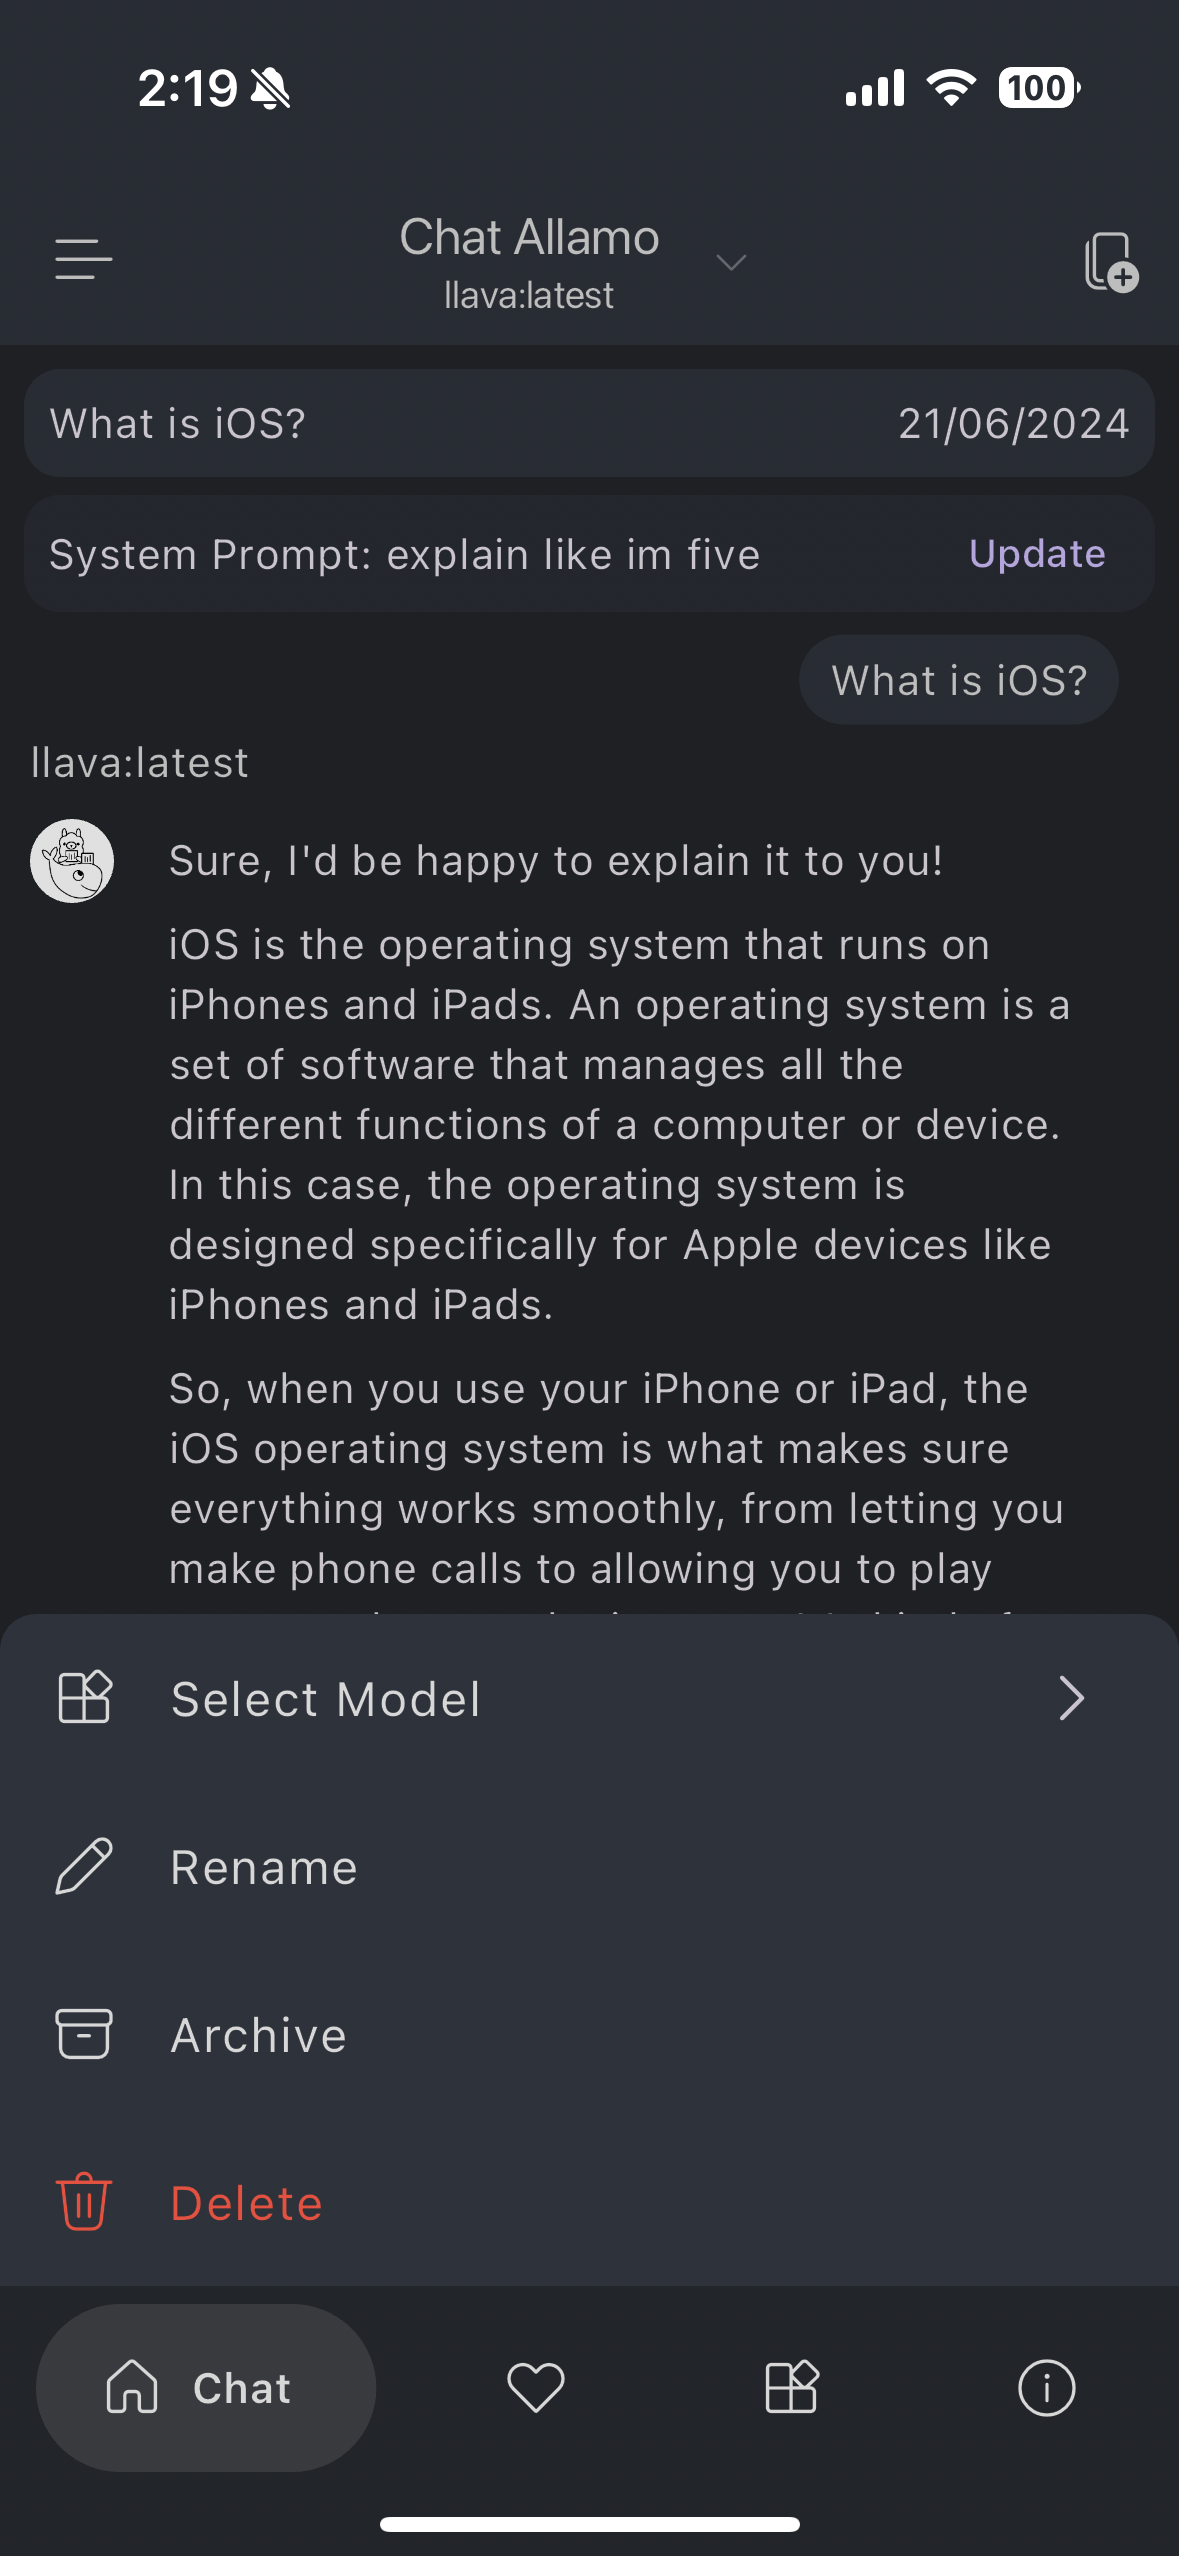 2:19
100
Chat Allamo
llava:latest
What is iOS? 21/06/2024
System Prompt: explain like im five Update
What is iOS?
llava:latest
Sure, I'd be happy to explain it to you!
iOS is the operating system that runs on
iPhones and iPads. An operating system is a
set of software that manages all the
different functions of a computer or device.
In this case, the operating system is
designed specifically for Apple devices like
iPhones and iPads.
So, when you use your iPhone or iPad, the
iOS operating system is what makes sure
everything works smoothly, from letting you
make phone calls to allowing you to play
Select Model
Rename
Archive
Delete
Chat